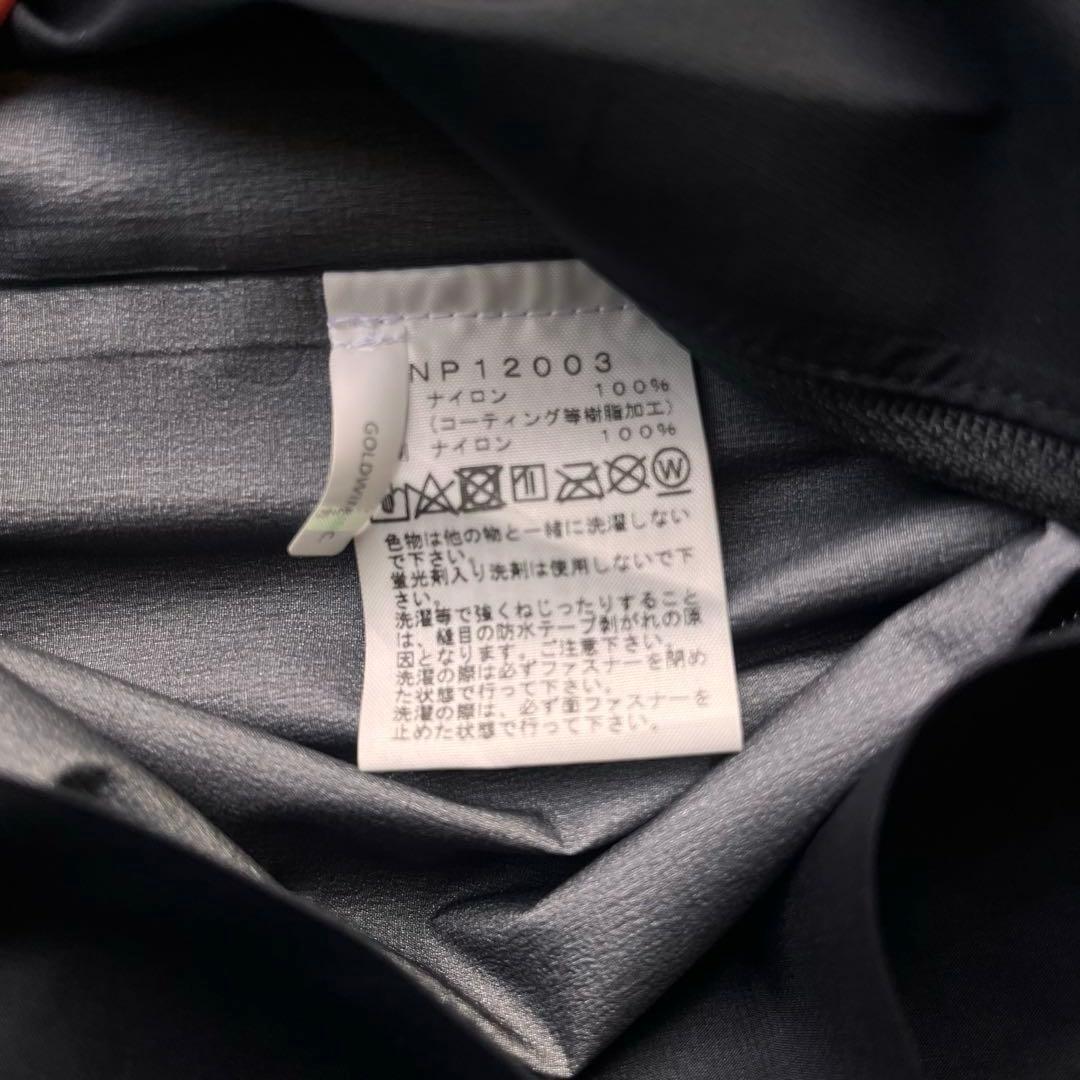 NP12003
ナイロン 100%
(コーティング等樹脂加工)
ナイロン 100%
W
GOLDWIN
色物は他の物と一緒に洗濯しない
で下さい。
蛍光剤入り洗剤は使用しないで下
さい。
洗濯等で強くねじったりすること
は、縫目の防水テープ剥がれの原
因となります。ご注意下さい。
洗濯の際は必ずファスナーを閉め
た状態で行って下さい。
洗濯の際は、必ず面ファスナーを
止めた状態で行って下さい。